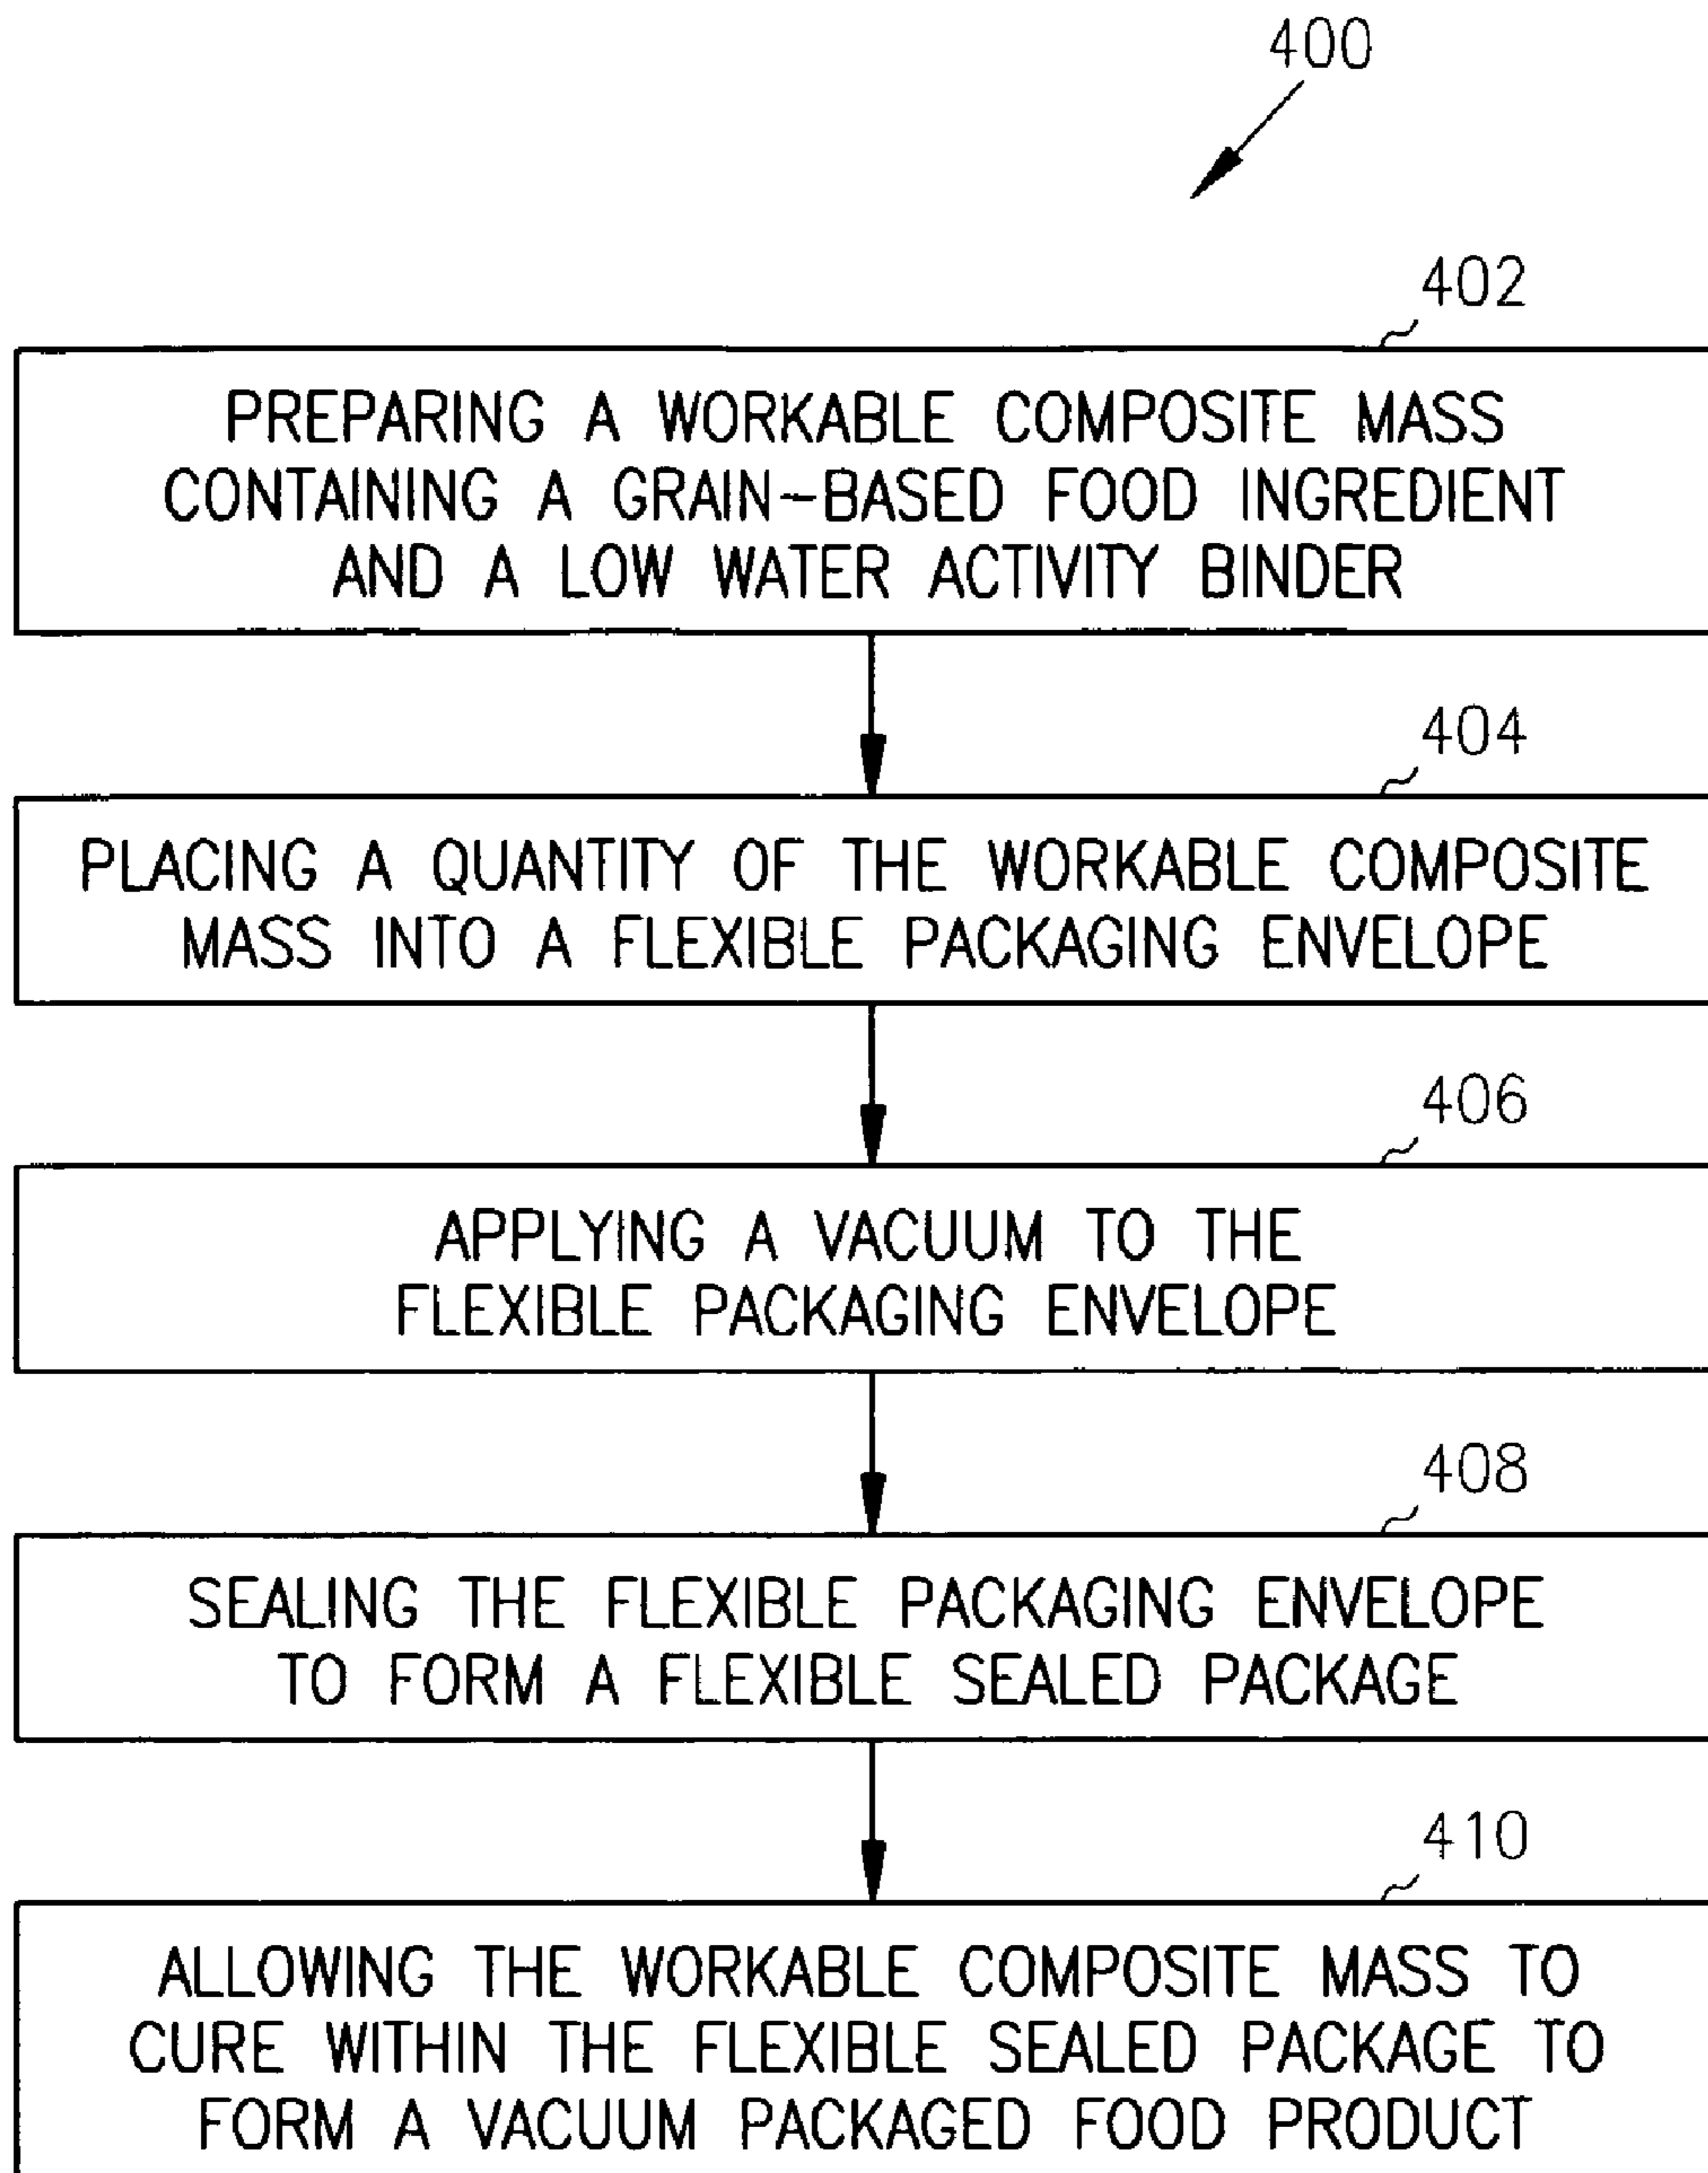 400
402
PREPARING A WORKABLE COMPOSITE MASS
CONTAINING A GRAIN-BASED FOOD INGREDIENT
AND A LOW WATER ACTIVITY BINDER
404
PLACING A QUANTITY OF THE WORKABLE COMPOSITE
MASS INTO A FLEXIBLE PACKAGING ENVELOPE
406
APPLYING A VACUUM TO THE
FLEXIBLE PACKAGING ENVELOPE
408
SEALING THE FLEXIBLE PACKAGING ENVELOPE
TO FORM A FLEXIBLE SEALED PACKAGE
410
ALLOWING THE WORKABLE COMPOSITE MASS TO
CURE WITHIN THE FLEXIBLE SEALED PACKAGE TO
FORM A VACUUM PACKAGED FOOD PRODUCT